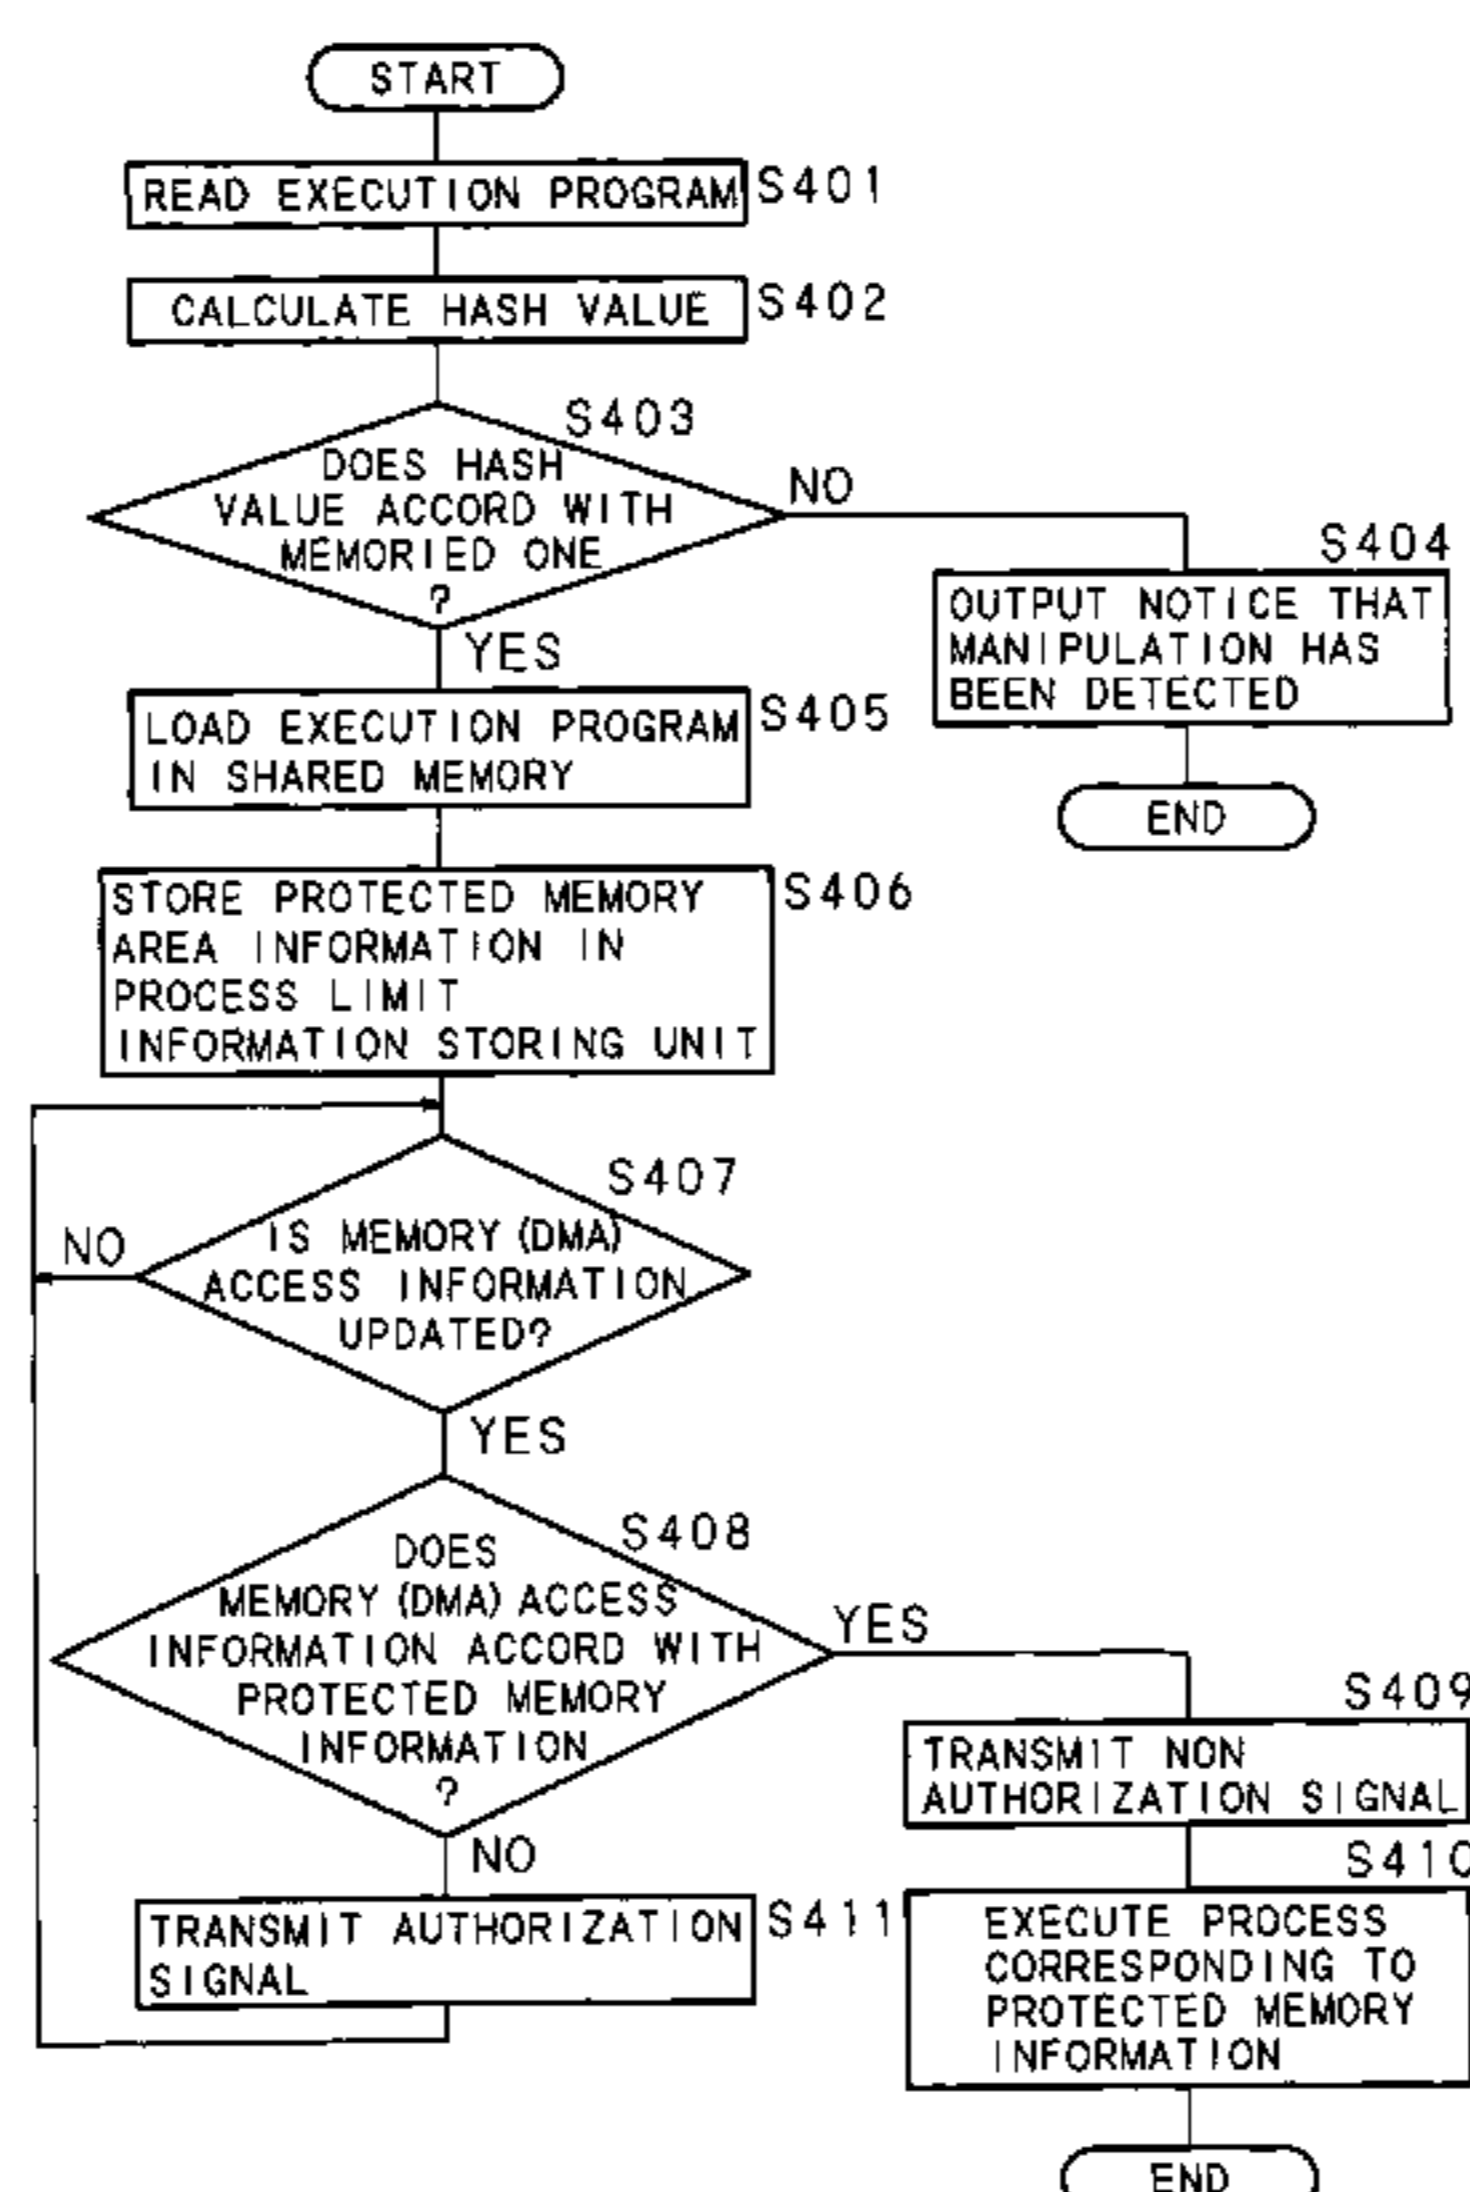 START
READ EXECUTION PROGRAM
S401
CALCULATE HASH VALUE
S402
S403
DOES HASH
VALUE ACCORD WITH
MEMORIED ONE
?
NO
YES
S404
OUTPUT NOTICE THAT
MANIPULATION HAS
BEEN DETECTED
END
LOAD EXECUTION PROGRAM
IN SHARED MEMORY
S405
STORE PROTECTED MEMORY
AREA INFORMATION IN
PROCESS LIMIT
INFORMATION STORING UNIT
S406
S407
IS MEMORY (DMA)
ACCESS INFORMATION
UPDATED?
NO
YES
S408
DOES
MEMORY (DMA) ACCESS
INFORMATION ACCORD WITH
PROTECTED MEMORY
INFORMATION
?
YES
NO
S409
TRANSMIT NON
AUTHORIZATION SIGNAL
S410
EXECUTE PROCESS
CORRESPONDING TO
PROTECTED MEMORY
INFORMATION
END
TRANSMIT AUTHORIZATION
SIGNAL
S411